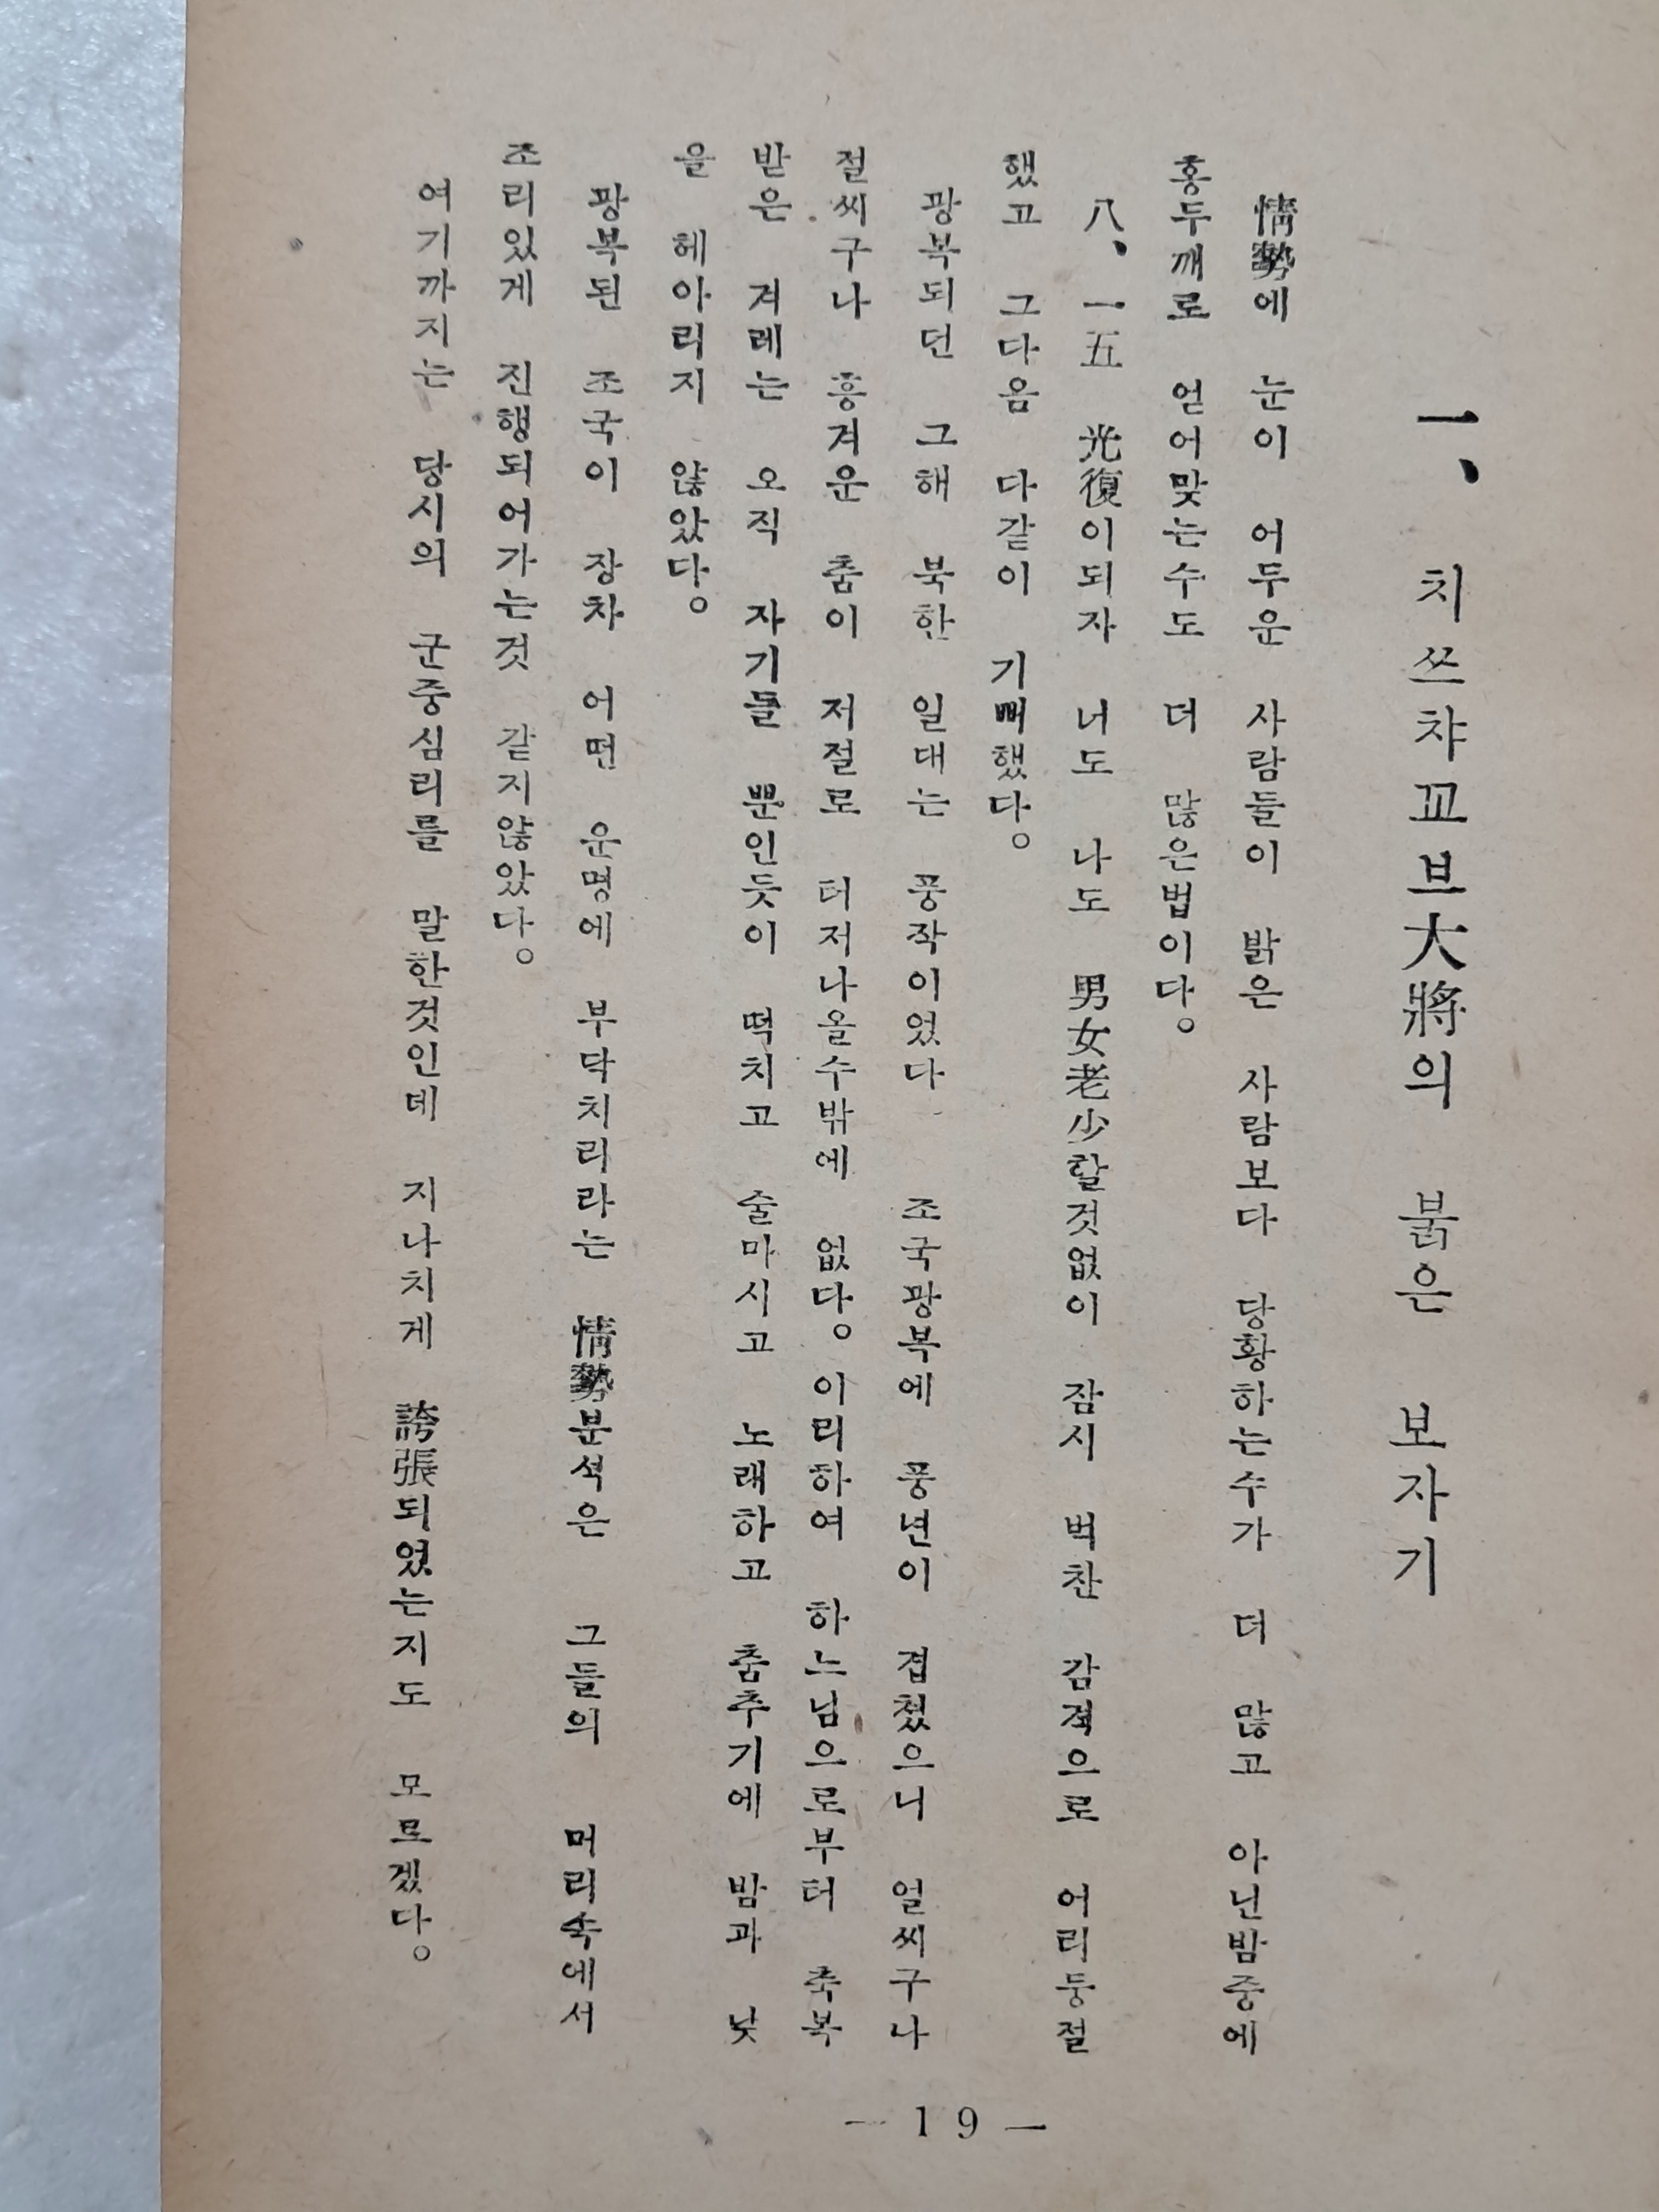 一、 치쓰챠꼬브大將의 붉은 보자기
情勢에 눈이 어두운 사람들이 밝은 사람보다 당황하는수가 더 많고 아닌밤중에
홍두깨로 얻어맞는수도 더 많은법이다。
八、一五 光復이되자 너도 나도 男女老少할것없이 잠시 벅찬 감격으로 어리둥절
했고 그다음 다같이 기뻐했다。
광복되던 그해 북한 일대는 풍작이었다 조국광복에 풍년이 겹쳤으니 얼씨구나
절씨구나 흥겨운 춤이 저절로 터저나올수밖에 없다。이리하여 하느님으로부터 축복
받은 겨레는 오직 자기들 뿐인듯이 떡치고 술마시고 노래하고 춤추기에 밤과 낮
을 헤아리지 않았다。
광복된 조국이 장차 어떤 운명에 부닥치리라는 情勢분석은 그들의 머리속에서
조리있게 진행되어가는것 같지않았다。
여기까지는 당시의 군중심리를 말한것인데 지나치게 誇張되였는지도 모르겠다。
— 19 —